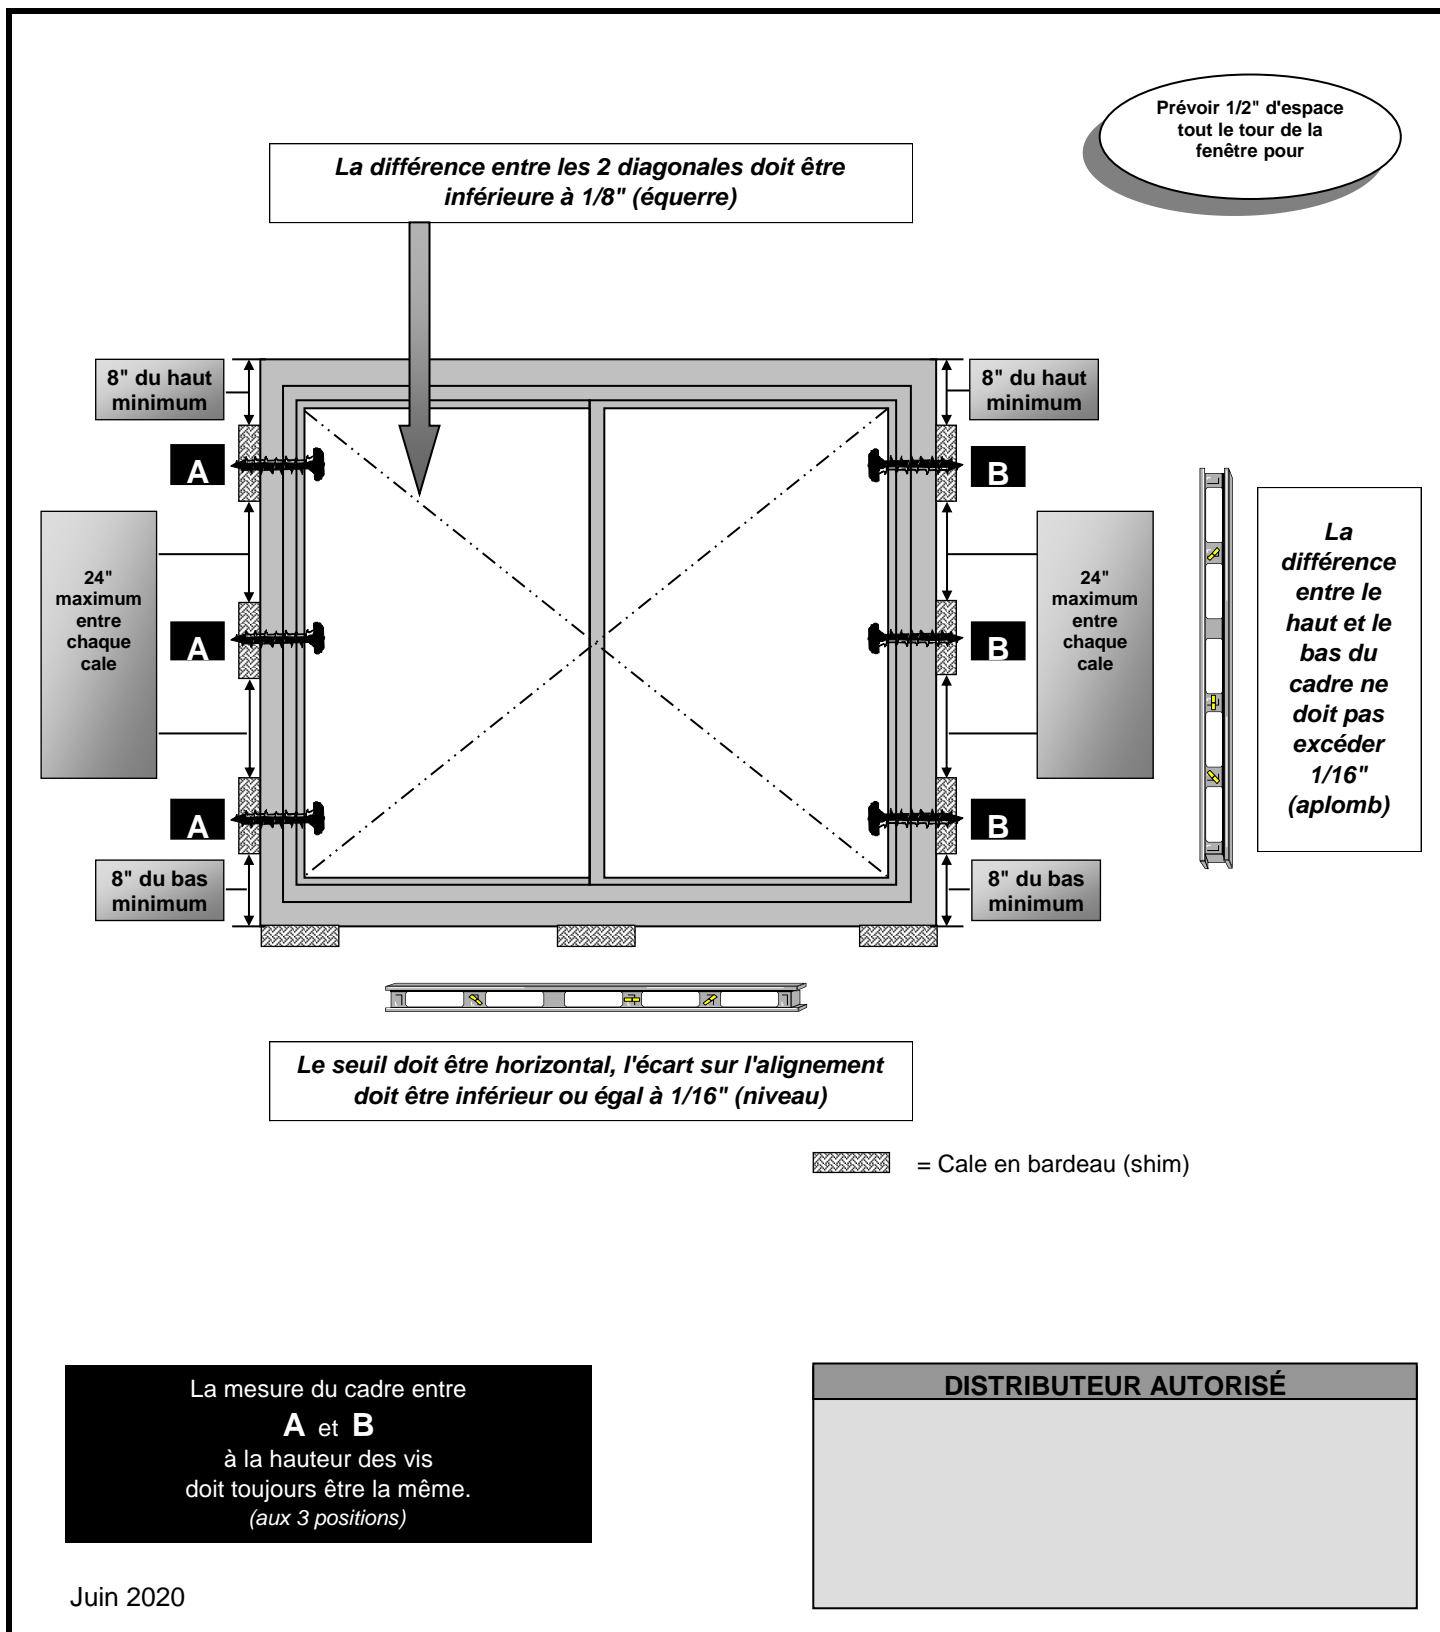 Prévoir 1/2" d'espace
tout le tour de la
fenêtre pour
La différence entre les 2 diagonales doit être
inférieure à 1/8" (équerre)
8" du haut
minimum
8" du haut
minimum
A
B
24"
maximum
entre
chaque
cale
A
B
24"
maximum
entre
chaque
cale
La
différence
entre le
haut et le
bas du
cadre ne
doit pas
excéder
1/16"
(aplomb)
A
B
8" du bas
minimum
8" du bas
minimum
Le seuil doit être horizontal, l'écart sur l'alignement
doit être inférieur ou égal à 1/16" (niveau)
= Cale en bardeau (shim)
La mesure du cadre entre
A et B
à la hauteur des vis
doit toujours être la même.
(aux 3 positions)
DISTRIBUTEUR AUTORISÉ
Juin 2020